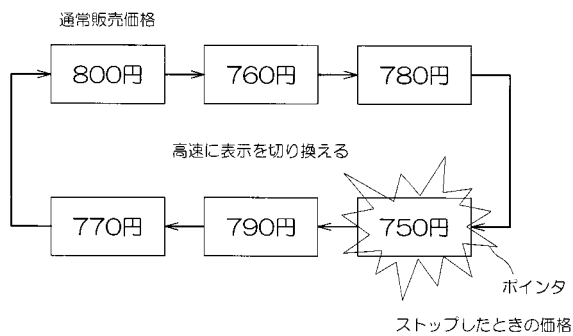 通常販売価格
800円
760円
780円
高速に表示を切り換える
770円
790円
750円
ポインタ
ストップしたときの価格